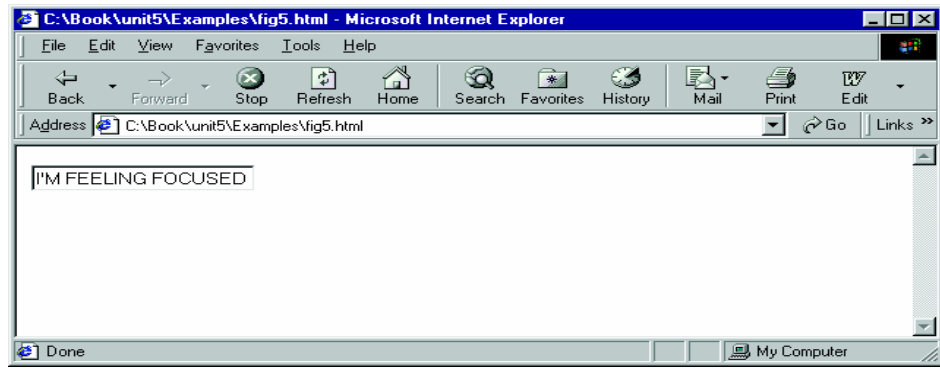 C:\Book\unit5\Examples\fig5.html - Microsoft Internet Explorer
File Edit View Favorites Tools Help
Back Forward Stop Refresh Home Search Favorites History Mail Print Edit
Address C:\Book\unit5\Examples\fig5.html Go Links »
I'M FEELING FOCUSED
Done My Computer